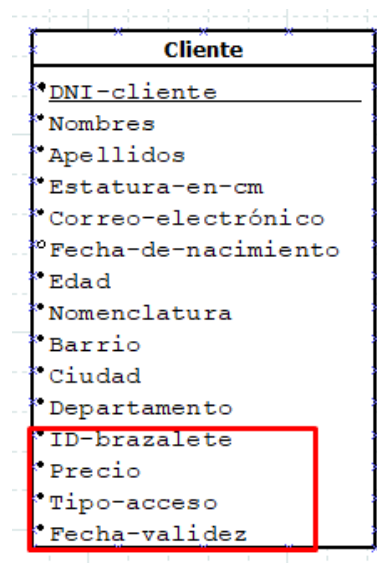 Cliente
DNI-cliente
Nombres
Apellidos
Estatura-en-cm
Correo-electrónico
Fecha-de-nacimiento
Edad
Nomenclatura
Barrio
Ciudad
Departamento
ID-brazalete
Precio
Tipo-acceso
Fecha-validez